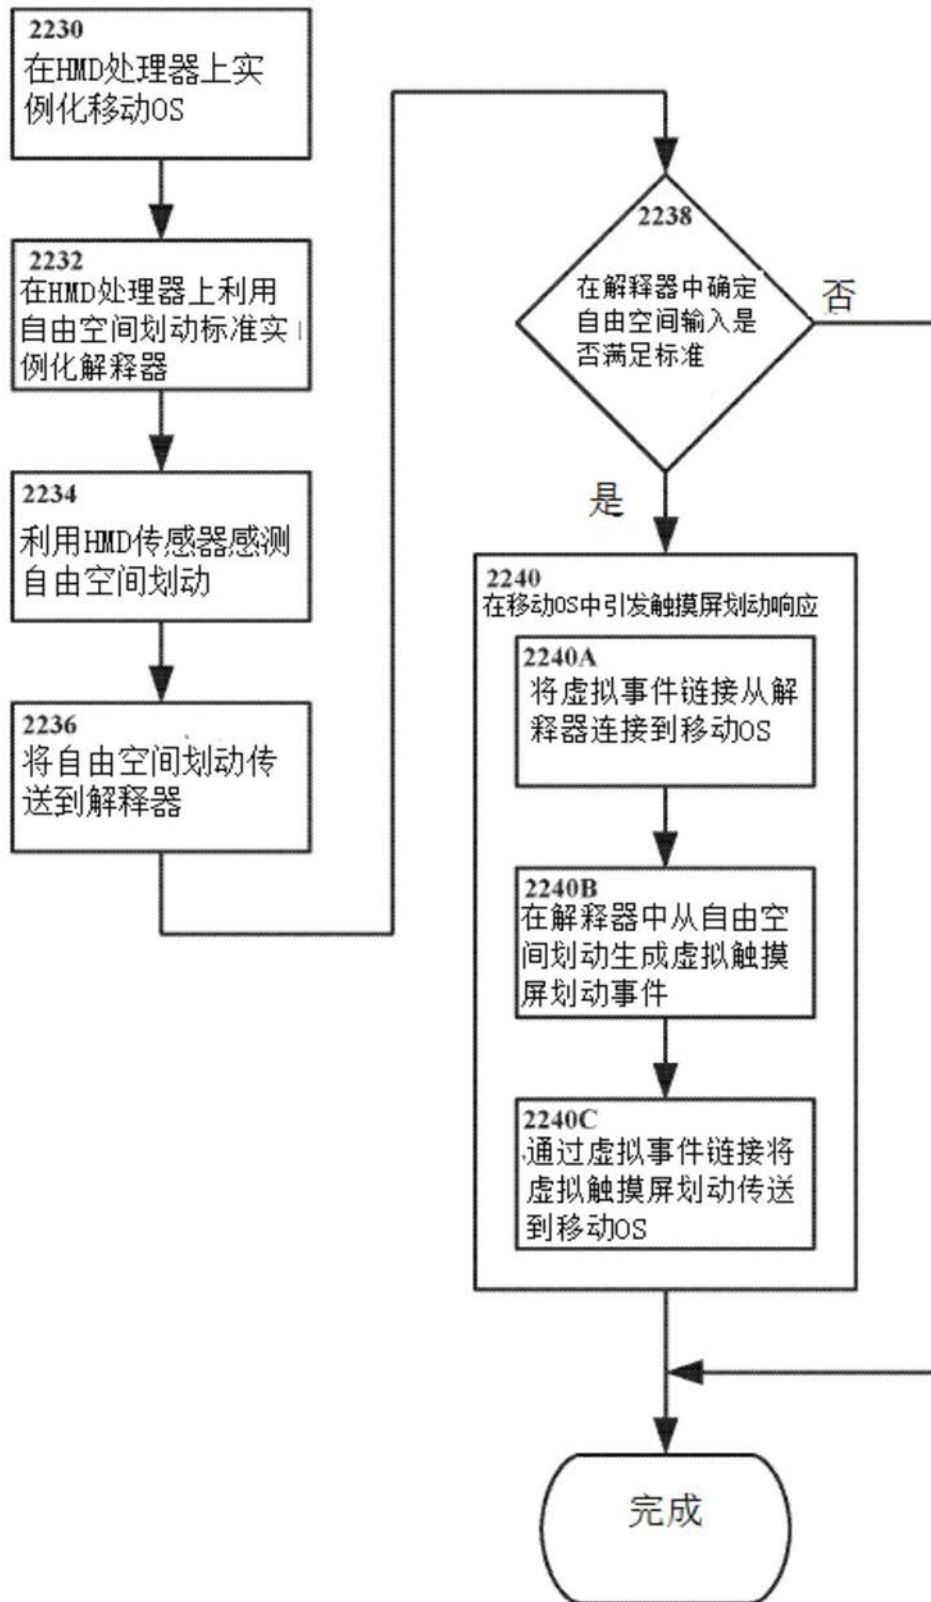 2230
在HMD处理器上实
例化移动OS
2232
在HMD处理器上利用
自由空间划动标准实
例化解释器
2234
利用HMD传感器感测
自由空间划动
2236
将自由空间划动传
送到解释器
2238
在解释器中确定
自由空间输入是
否满足标准
否
是
2240
在移动OS中引发触摸屏划动响应
2240A
将虚拟事件链接从解
释器连接到移动OS
2240B
在解释器中从自由空
间划动生成虚拟触摸
屏划动事件
2240C
通过虚拟事件链接将
虚拟触摸屏划动传送
到移动OS
完成